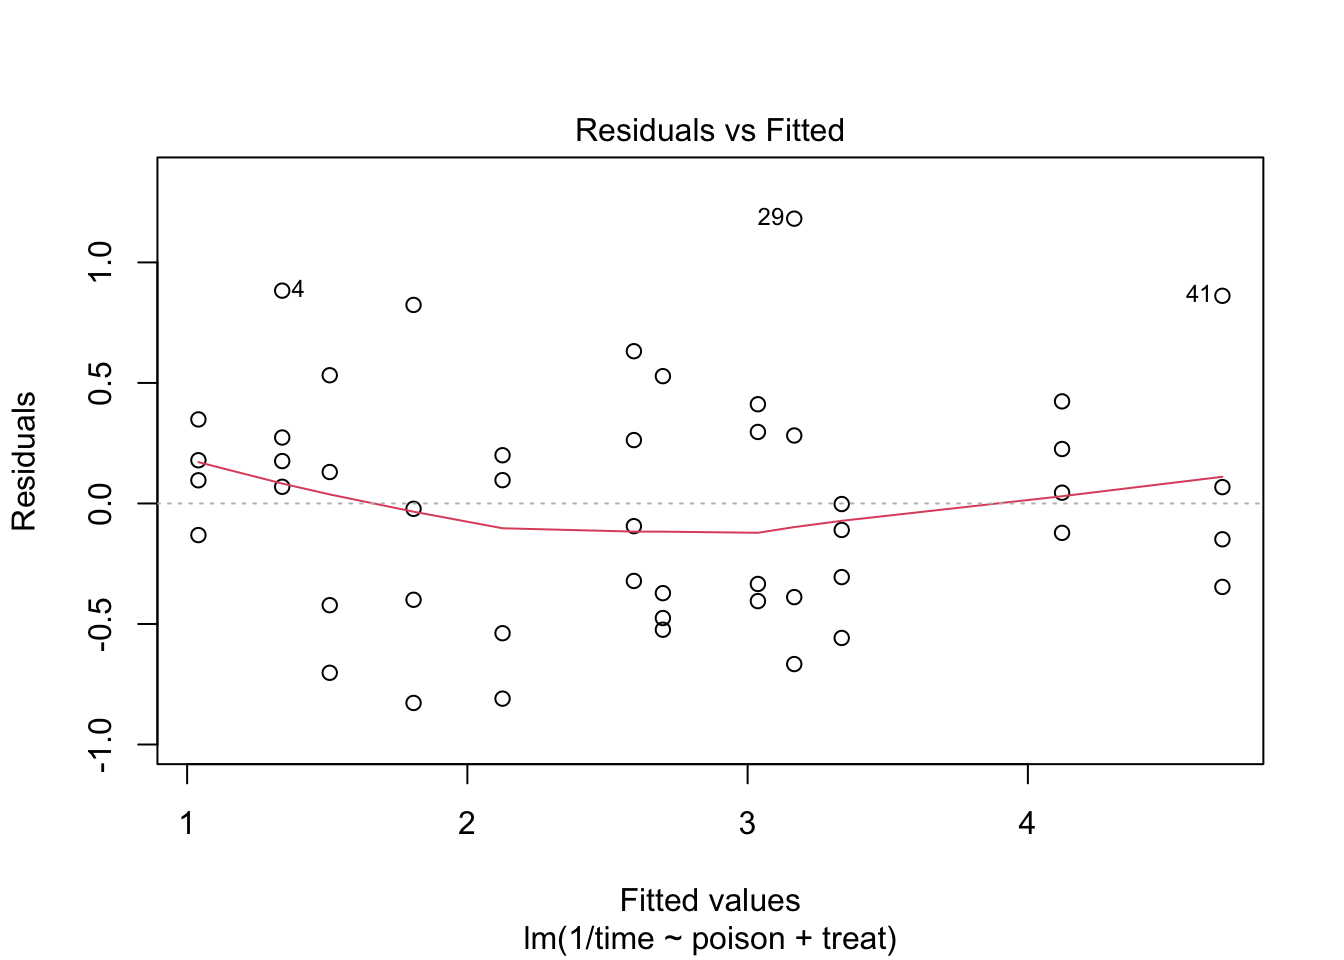 Residuals vs Fitted
Residuals
1.0
0.5
0.0
-0.5
-1.0
29
4
41
1 2 3 4
Fitted values
lm(1/time ~ poison + treat)